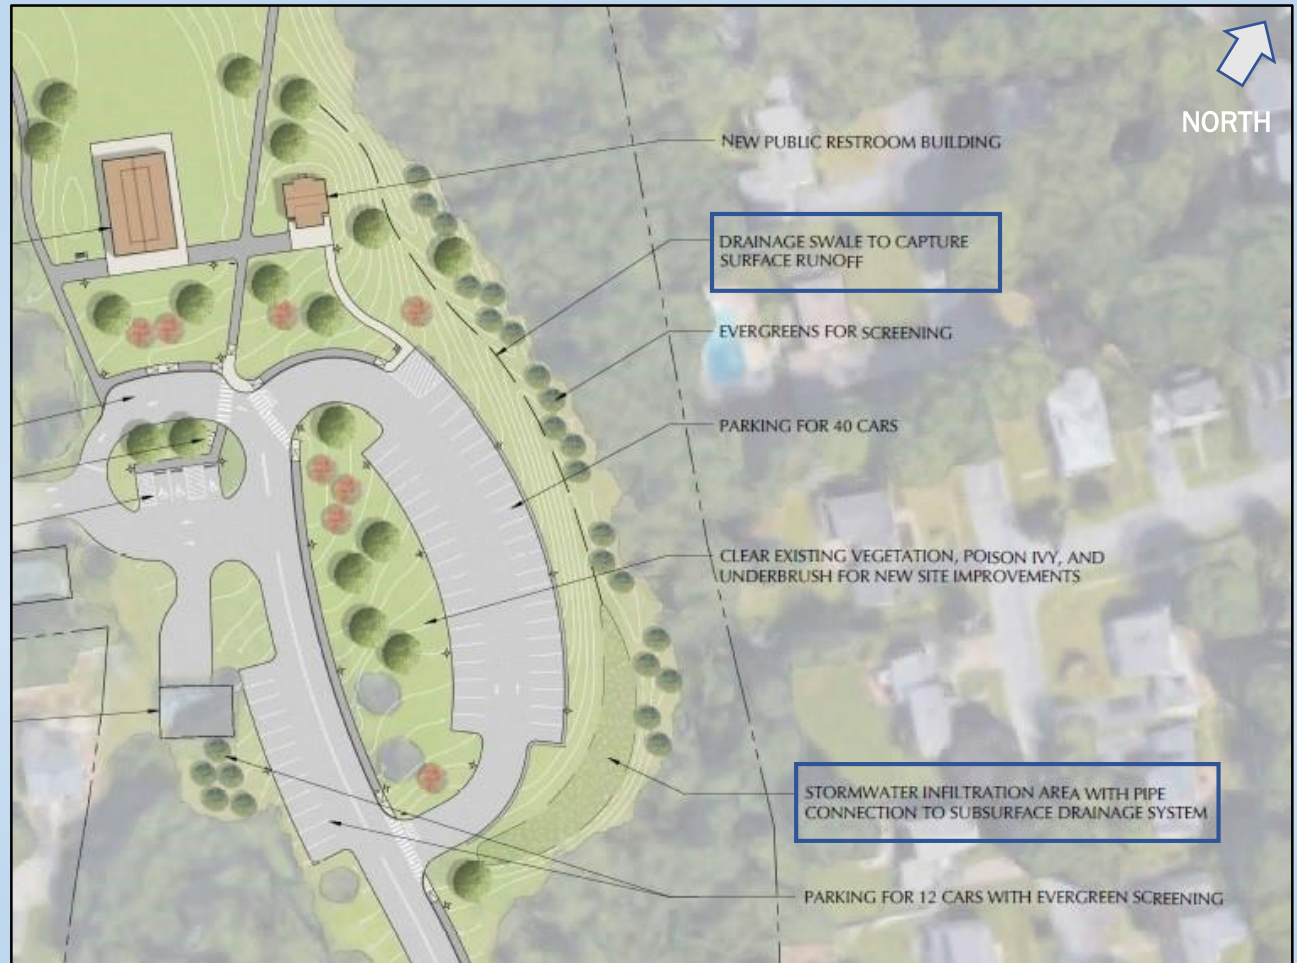 NORTH
NEW PUBLIC RESTROOM BUILDING
DRAINAGE SWALE TO CAPTURE
SURFACE RUNOFF
EVERGREENS FOR SCREENING
PARKING FOR 40 CARS
CLEAR EXISTING VEGETATION, POISON IVY, AND
UNDERBRUSH FOR NEW SITE IMPROVEMENTS
STORMWATER INFILTRATION AREA WITH PIPE
CONNECTION TO SUBSURFACE DRAINAGE SYSTEM
PARKING FOR 12 CARS WITH EVERGREEN SCREENING